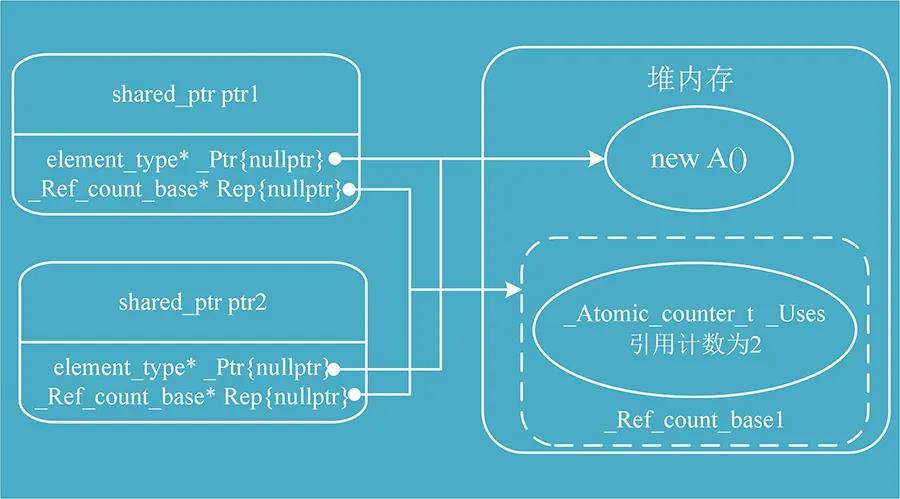 shared_ptr ptr1
element_type* _Ptr{nullptr}
_Ref_count_base* Rep{nullptr}
shared_ptr ptr2
element_type* _Ptr{nullptr}
_Ref_count_base* Rep{nullptr}
堆内存
new A()
_Atomic_counter_t _Uses
引用计数为2
_Ref_count_base1